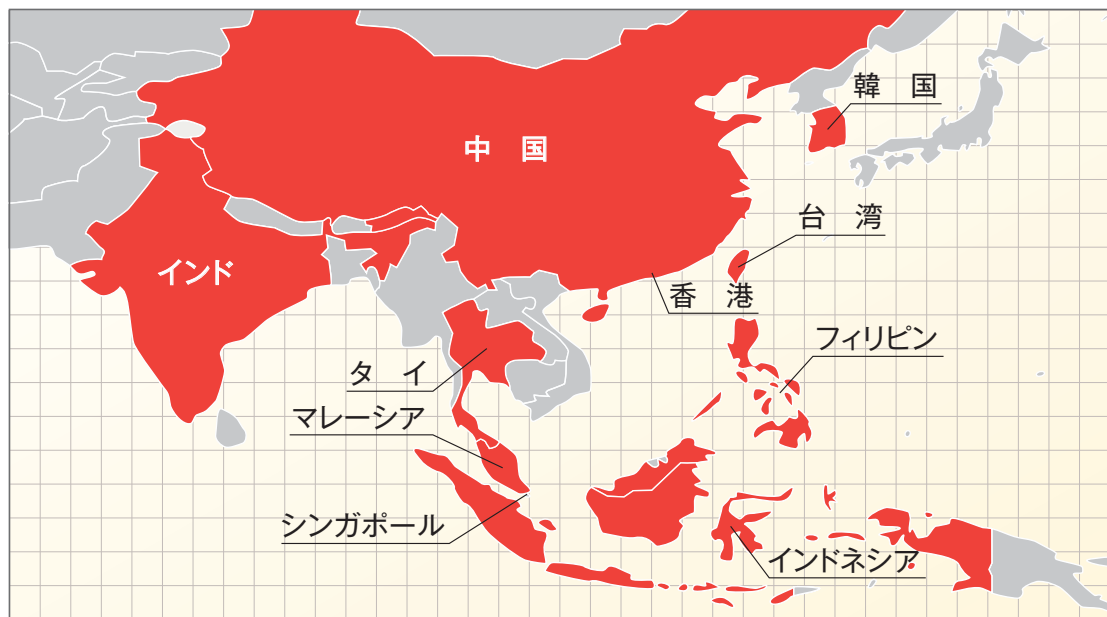 韓　国
中　国
台　湾
インド
香　港
フィリピン
タ　イ
マレーシア
シンガポール
インドネシア